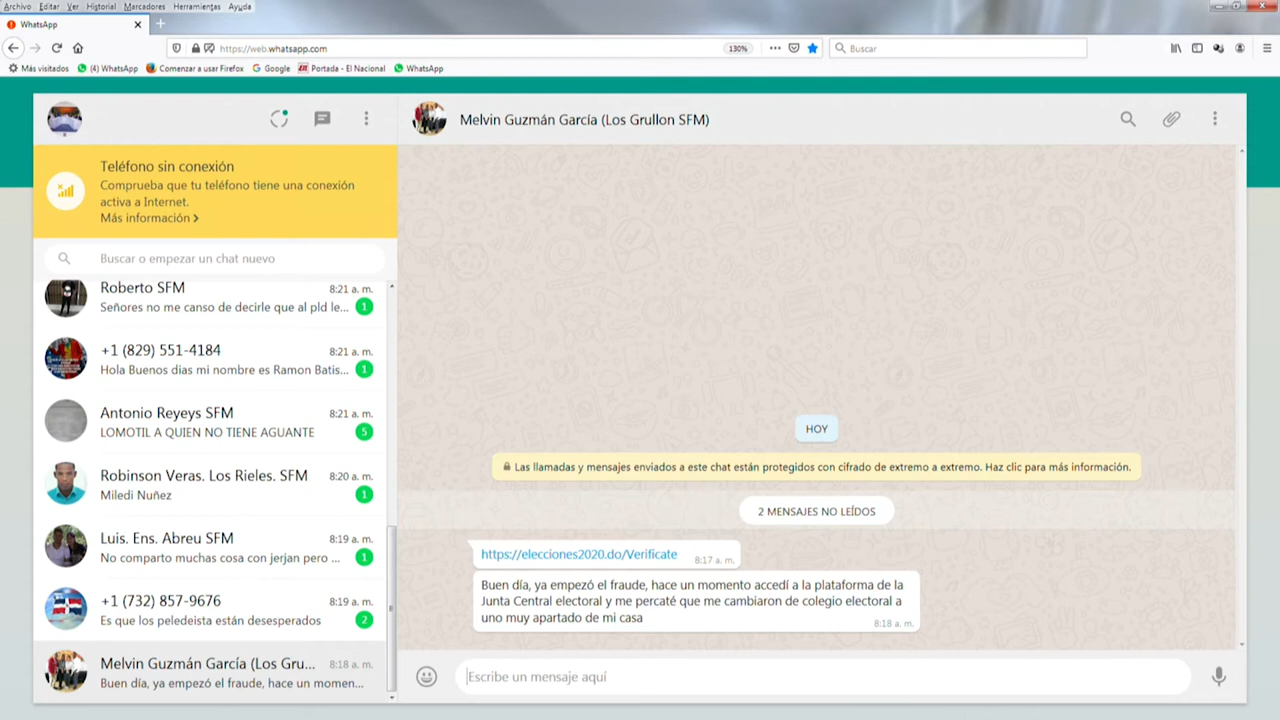 Archivo Editar Ver Historial Marcadores Herramientas Ayuda
WhatsApp
https://web.whatsapp.com
130%
Buscar
Más visitados
(4) WhatsApp
Comenzar a usar Firefox
Google
Portada - El Nacional
WhatsApp
Teléfono sin conexión
Comprueba que tu teléfono tiene una conexión
activa a Internet.
Más información
Buscar o empezar un chat nuevo
Roberto SFM 8:21 a. m.
Señores no me canso de decirle que al pld le... 1
+1 (829) 551-4184 8:21 a. m.
Hola Buenos dias mi nombre es Ramon Batis... 1
Antonio Reyeys SFM 8:21 a. m.
LOMOTIL A QUIEN NO TIENE AGUANTE 5
Robinson Veras. Los Rieles. SFM 8:20 a. m.
Miledi Nuñez 1
Luis. Ens. Abreu SFM 8:19 a. m.
No comparto muchas cosa con jerjan pero ... 1
+1 (732) 857-9676 8:19 a. m.
Es que los peledeista están desesperados 2
Melvin Guzmán García (Los Gru... 8:18 a. m.
Buen día, ya empezó el fraude, hace un momen...
Melvin Guzmán García (Los Grullon SFM)
HOY
Las llamadas y mensajes enviados a este chat están protegidos con cifrado de extremo a extremo. Haz clic para más información.
2 MENSAJES NO LEÍDOS
https://elecciones2020.do/Verificate 8:17 a. m.
Buen día, ya empezó el fraude, hace un momento accedí a la plataforma de la
Junta Central electoral y me percaté que me cambiaron de colegio electoral a
uno muy apartado de mi casa
8:18 a. m.
Escribe un mensaje aquí